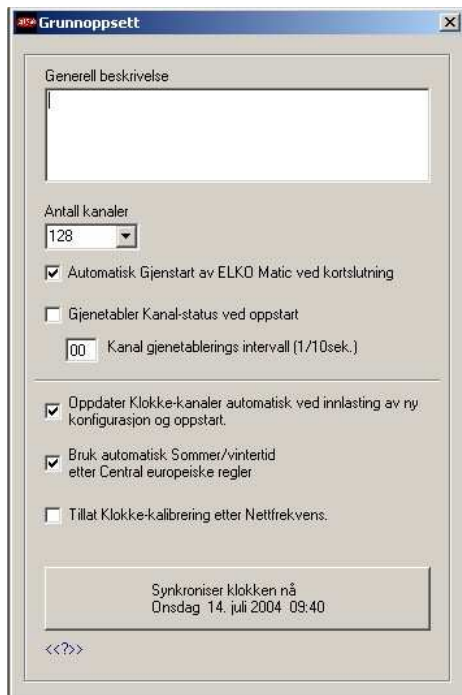 Grunnoppsett
Generell beskrivelse
Antall kanaler
128
Automatisk Gjenstart av ELKO Matic ved kortslutning
Gjenetabler Kanal-status ved oppstart
00 Kanal gjenetablerings intervall (1/10sek.)
Oppdater Klokke-kanaler automatisk ved innlasting av ny
konfigurasjon og oppstart.
Bruk automatisk Sommer/vintertid
etter Central europeiske regler
Tillat Klokke-kalibrering etter Nettfrekvens.
Synkroniser klokken nå
Onsdag 14. juli 2004 09:40
<<?>>